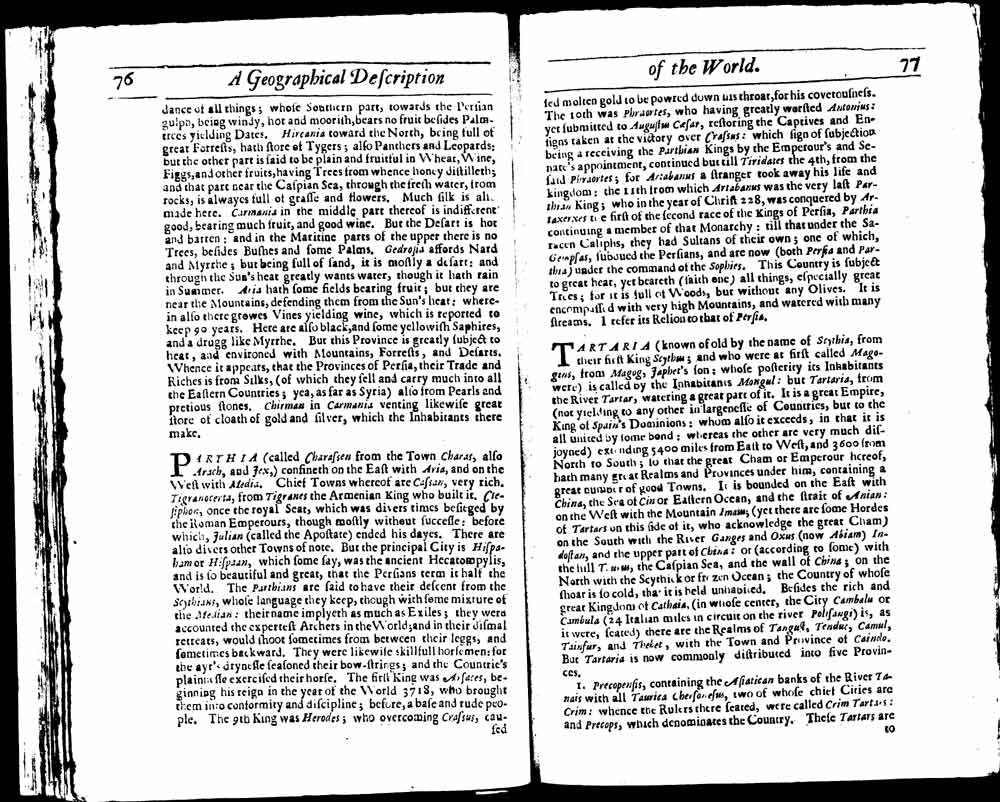 76
A Geographical Deſcription
dance of all things; whoſe Southern part, towards the Perſian
gulph, being windy, hot and mooriſh, bears no fruit beſides Palm-
trees yielding Dates. Hircania toward the North, being full of
great Forreſts, hath ſtore of Tygers; alſo Panthers and Leopards:
but the other part is ſaid to be plain and fruitful in Wheat, Wine,
Figgs, and other fruits, having Trees from whence honey diſtilleth;
and that part near the Caſpian Sea, through the freſh water, from
rocks, is alwayes full of graſſe and flowers. Much ſilk is alſ.
made here. Carmania in the middle part thereof is indifferent
good, bearing much fruit, and good wine. But the Deſart is hot
and barren: and in the Maritine parts of the upper there is no
Trees, beſides Buſhes and ſome Palms. Gedroſia affords Nard
and Myrrhe; but being full of ſand, it is moſtly a deſart: and
through the Sun's heat greatly wants water, though it hath rain
in Summer. Aria hath ſome fields bearing fruit; but they are
near the Mountains, defending them from the Sun's heat: where-
in alſo there growes Vines yielding wine, which is reported to
keep 90 years. Here are alſo black, and ſome yellowiſh Saphires,
and a drugg like Myrrhe. But this Province is greatly ſubject to
heat, and environed with Mountains, Forreſts, and Deſarts.
Whence it appears, that the Provinces of Perſia, their Trade and
Riches is from Silks, (of which they ſell and carry much into all
the Eaſtern Countries; yea, as far as Syria) alſo from Pearls and
pretious ſtones. Chirman in Carmania venting likewiſe great
ſtore of cloath of gold and ſilver, which the Inhabitants there
make.
PARTHIA (called Charaſſen from the Town Charas, alſo
Arach, and Jex,) confineth on the Eaſt with Aria, and on the
Weſt with Media. Chief Towns whereof are Caſſan, very rich.
Tigranocerta, from Tigranes the Armenian King who built it. Cte-
ſiphon, once the royal Seat, which was divers times beſieged by
the Roman Emperours, though moſtly without ſucceſſe: before
which, Julian (called the Apoſtate) ended his dayes. There are
alſo divers other Towns of note. But the principal City is Hiſpa-
ham or Hiſpaan, which ſome ſay, was the ancient Hecatompylis,
and is ſo beautiful and great, that the Perſians term it half the
World. The Parthians are ſaid to have their deſcent from the
Scythians, whoſe language they keep, though with ſome mixture of
the Median: their name implyeth as much as Exiles; they were
accounted the experteſt Archers in the World; and in their diſmal
retreats, would ſhoot ſometimes from between their leggs, and
ſometimes backward. They were likewiſe skillfull horſemen: for
the ayr's dryneſſe ſeaſoned their bow-ſtrings; and the Countrie's
plaineſſe exerciſed their horſe. The firſt King was Arſaces, be-
ginning his reign in the year of the World 3718, who brought
them into conformity and diſcipline; before, a baſe and rude peo-
ple. The 9th King was Herodes; who overcoming Craſſus, cau-
ſed
of the World.
77
ſed molten gold to be powred down his throat, for his covetouſneſs.
The 10th was Phraortes, who having greatly worſted Antonius:
yet ſubmitted to Auguſtus Cæſar, reſtoring the Captives and En-
ſigns taken at the victory over Craſſus: which ſign of ſubjection
being a receiving the Parthian Kings by the Emperour's and Se-
nate's appointment, continued but till Tiridates the 4th, from the
ſaid Phraortes; for Artabanus a ſtranger took away his life and
kingdom: the 11th from which Artabanus was the very laſt Par-
thian King; who in the year of Chriſt 228, was conquered by Ar-
taxerxes the firſt of the ſecond race of the Kings of Perſia, Parthia
continuing a member of that Monarchy: till that under the Sa-
racen Caliphs, they had Sultans of their own; one of which,
ſubdued the Perſians, and are now (both Perſia and Par-
thia) under the command of the Sophies. This Country is ſubject
to great heat, yet beareth (ſaith one) all things, eſpecially great
Trees; for it is full of Woods, but without any Olives. It is
encompaſſed with very high Mountains, and watered with many
ſtreams. I refer its Relion to that of Perſia.
TARTARIA (known of old by the name of Scythia, from
their firſt King Scythus; and who were at firſt called Mago-
gins, from Magog, Japhet's ſon; whoſe poſterity its Inhabitants
were) is called by the Inhabitants Mongul: but Tartaria, from
the River Tartar, watering a great part of it. It is a great Empire,
(not yielding to any other in largeneſſe of Countries, but to the
King of Spain's Dominions: whom alſo it exceeds, in that it is
all united by ſome bond: whereas the other are very much diſ-
joyned) extending 5400 miles from Eaſt to Weſt, and 3600 from
North to South; ſo that the great Cham or Emperour hereof,
hath many great Realms and Provinces under him, containing a
great number of good Towns. It is bounded on the Eaſt with
China, the Sea of Cin or Eaſtern Ocean, and the ſtrait of Anian:
on the Weſt with the Mountain Imaus; (yet there are ſome Hordes
of Tartars on this ſide of it, who acknowledge the great Cham)
on the South with the River Ganges and Oxus (now Abiam) In-
doſtan, and the upper part of China: or (according to ſome) with
the hill the Caſpian Sea, and the wall of China; on the
North with the Scythick or frozen Ocean; the Country of whoſe
ſhoar is ſo cold, that it is held unhabited. Beſides the rich and
great Kingdom of Cathaia, (in whoſe center, the City Cambalu or
Cambula (24 Italian miles in circuit on the river Poliſangi) is, as
it were, ſeated) there are the Realms of Tangut, Tenduc, Camul,
Tainfur, and Thebet, with the Town and Province of Caindo.
But Tartaria is now commonly diſtributed into five Provin-
ces.
1. Precopenſis, containing the Aſiatican banks of the River Ta-
nais with all Taurica Cherſoneſus, two of whoſe chief Cities are
Crim: whence the Rulers there ſeated, were called Crim Tartars:
and Precops, which denominates the Country. Theſe Tartars are
to